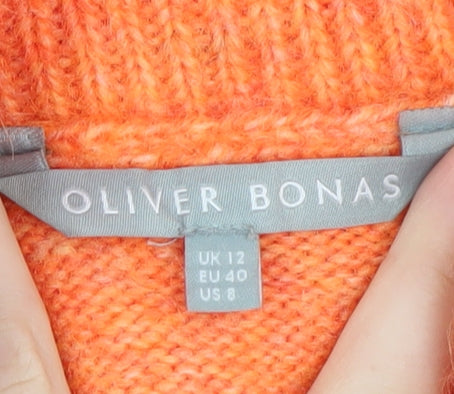 OLIVER BONAS
UK 12
EU 40
US 8